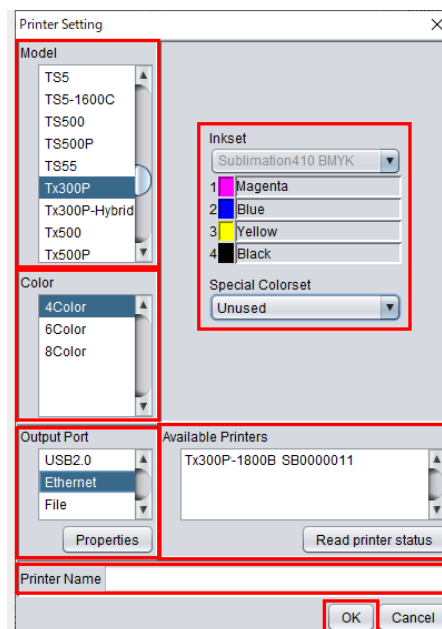 Printer Setting
Model
TS5
TS5-1600C
TS500
TS500P
TS55
Tx300P
Tx300P-Hybrid
Tx500
Tx500P
Inkset
Sublimation410 BMYK
1 Magenta
2 Blue
3 Yellow
4 Black
Special Colorset
Unused
Color
4Color
6Color
8Color
Output Port
USB2.0
Ethernet
File
Properties
Available Printers
Tx300P-1800B SB0000011
Read printer status
Printer Name
OK
Cancel